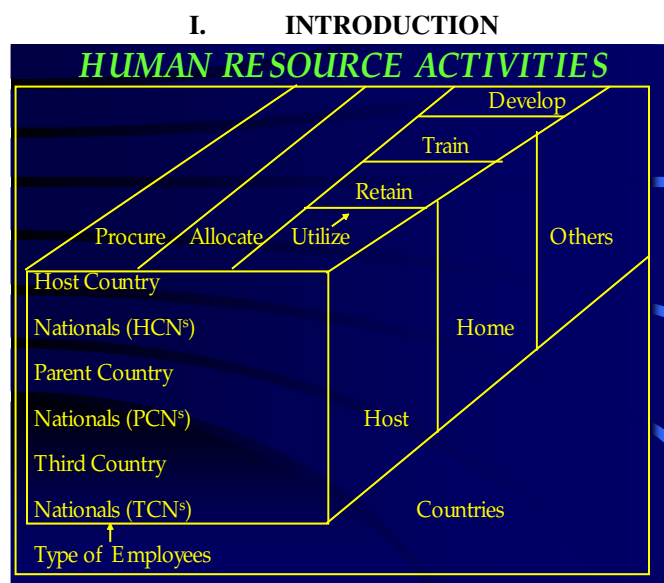 I. INTRODUCTION
HUMAN RESOURCE ACTIVITIES
Develop
Train
Retain
Procure Allocate Utilize Others
Host Country
Nationals (HCNˢ) Home
Parent Country
Nationals (PCNˢ) Host
Third Country
Nationals (TCNˢ) Countries
Type of Employees